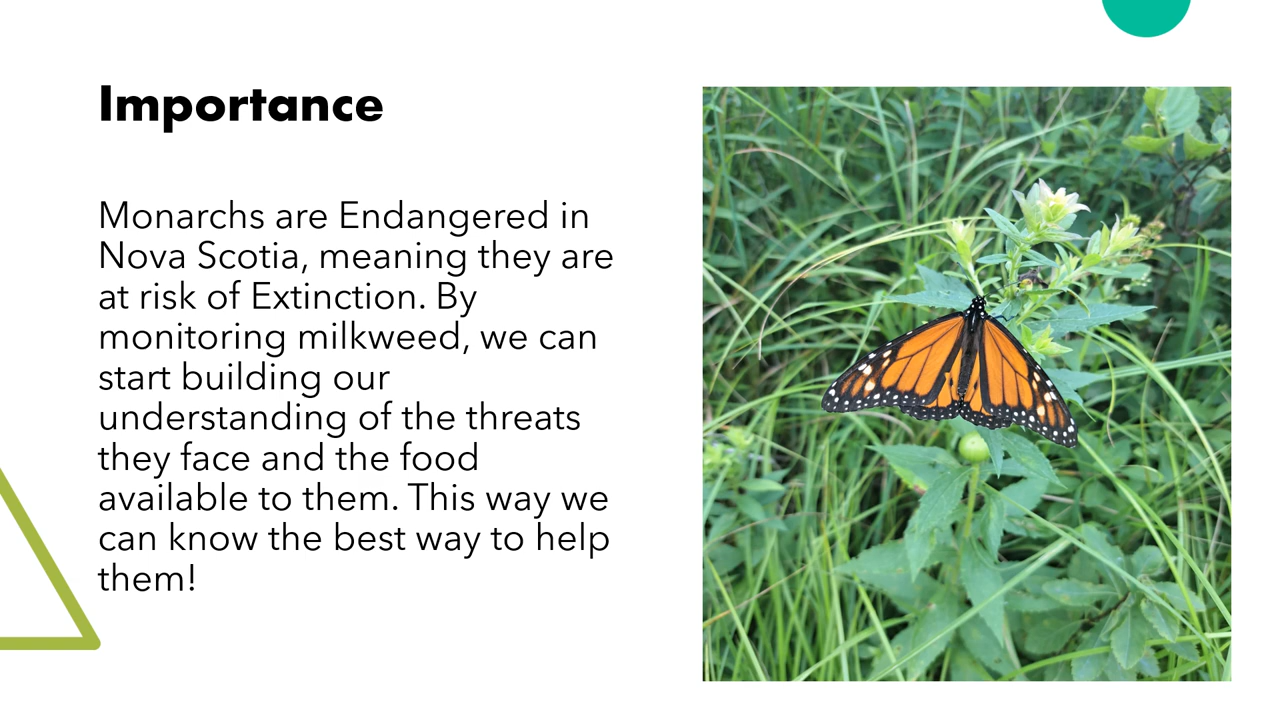 Importance
Monarchs are Endangered in
Nova Scotia, meaning they are
at risk of Extinction. By
monitoring milkweed, we can
start building our
understanding of the threats
they face and the food
available to them. This way we
can know the best way to help
them!